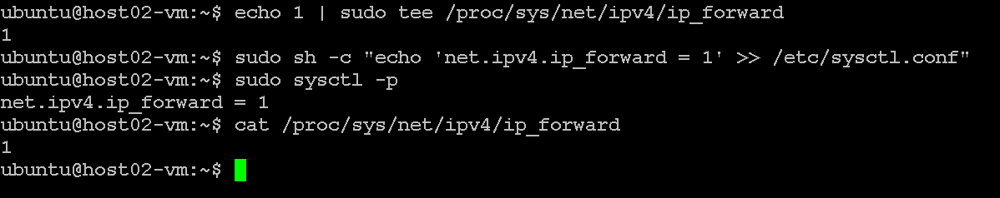 ubuntu@host02-vm:~$ echo 1 | sudo tee /proc/sys/net/ipv4/ip_forward
1
ubuntu@host02-vm:~$ sudo sh -c "echo 'net.ipv4.ip_forward = 1' >> /etc/sysctl.conf"
ubuntu@host02-vm:~$ sudo sysctl -p
net.ipv4.ip_forward = 1
ubuntu@host02-vm:~$ cat /proc/sys/net/ipv4/ip_forward
1
ubuntu@host02-vm:~$